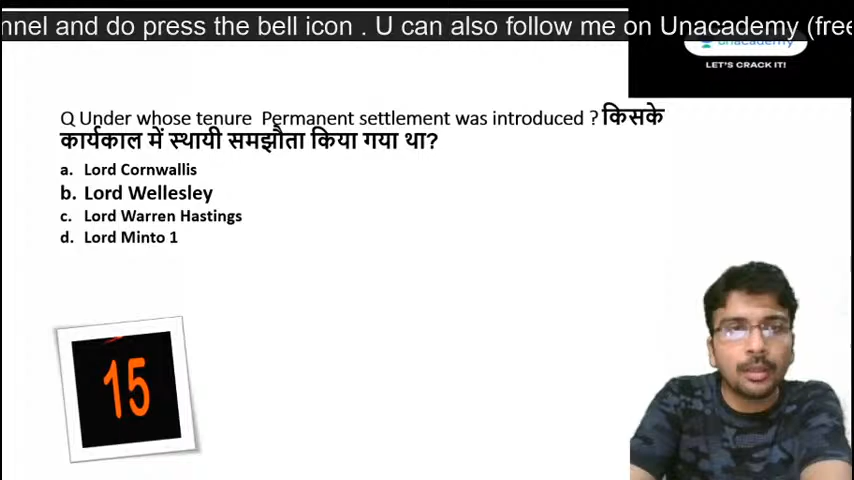 nnel and do press the bell icon . U can also follow me on Unacademy (free
unacademy
LET'S CRACK IT!
Q Under whose tenure Permanent settlement was introduced ? किसके
कार्यकाल में स्थायी समझौता किया गया था?
a. Lord Cornwallis
b. Lord Wellesley
c. Lord Warren Hastings
d. Lord Minto 1
15